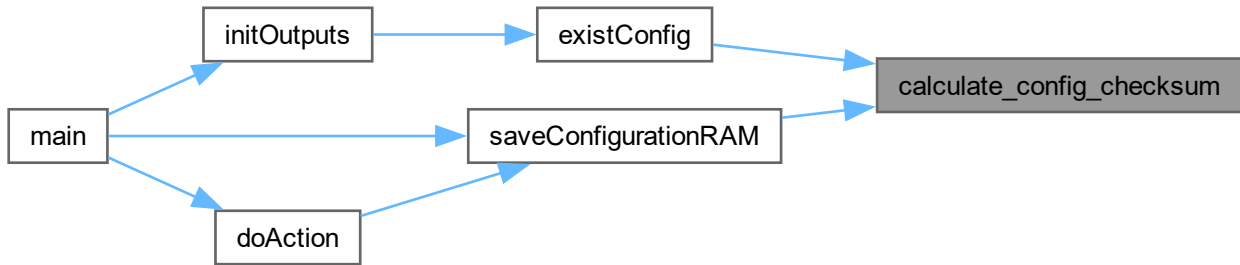 initOutputs
existConfig
calculate_config_checksum
main
saveConfigurationRAM
doAction